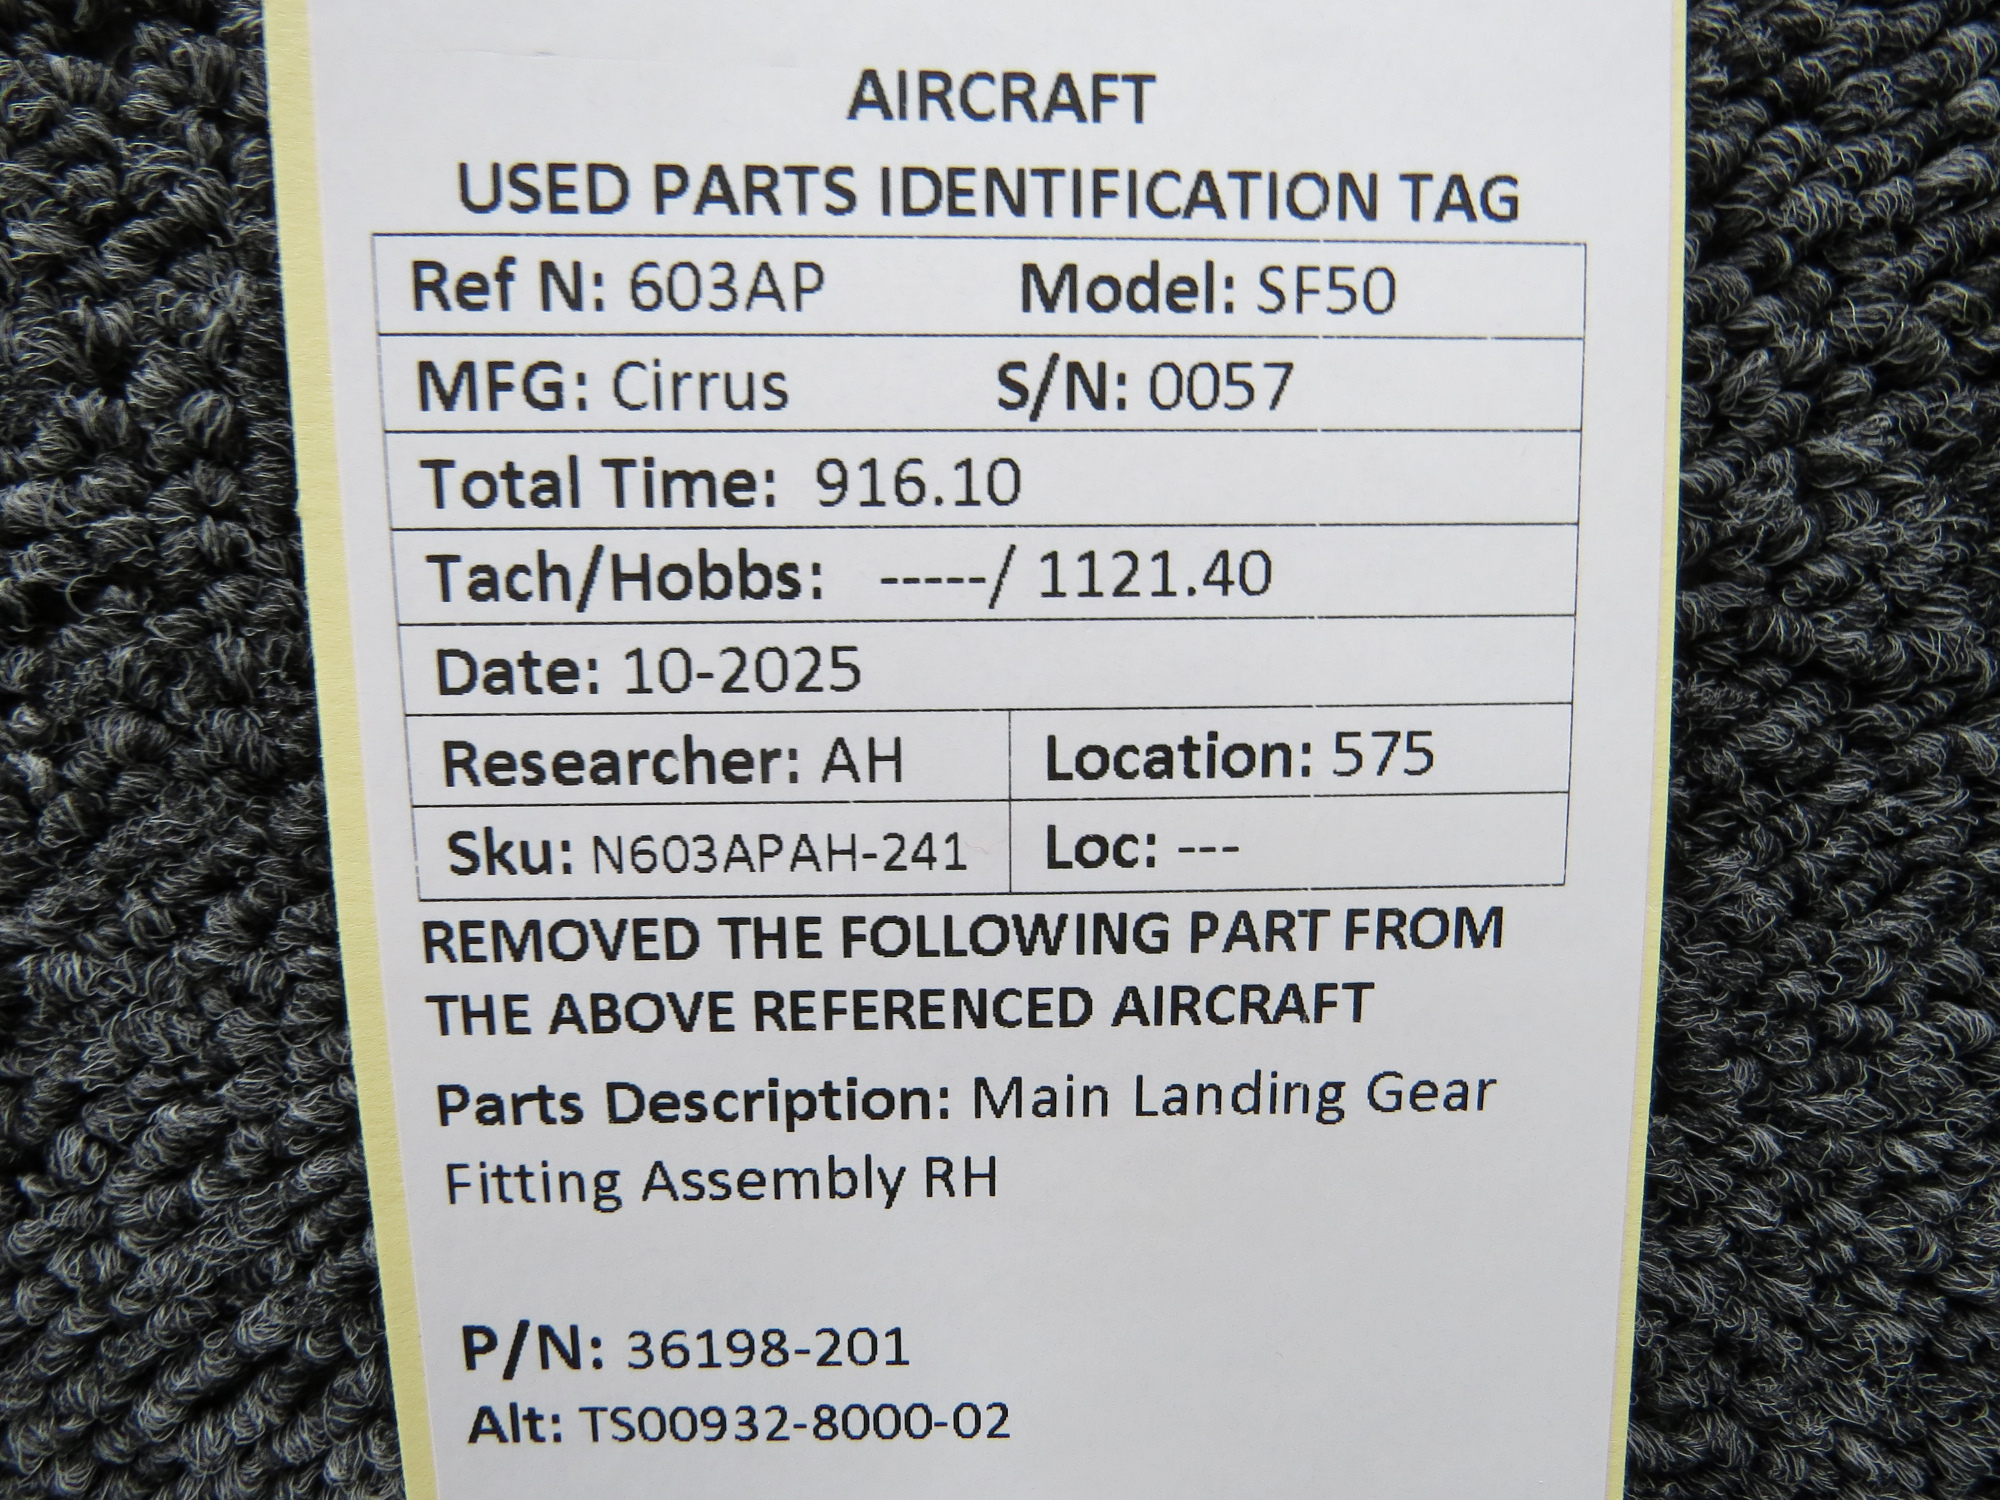 AIRCRAFT
USED PARTS IDENTIFICATION TAG
Ref N: 603AP Model: SF50
MFG: Cirrus S/N: 0057
Total Time: 916.10
Tach/Hobbs: -----/ 1121.40
Date: 10-2025
Researcher: AH Location: 575
Sku: N603APAH-241 Loc: ---
REMOVED THE FOLLOWING PART FROM
THE ABOVE REFERENCED AIRCRAFT
Parts Description: Main Landing Gear
Fitting Assembly RH
P/N: 36198-201
Alt: TS00932-8000-02